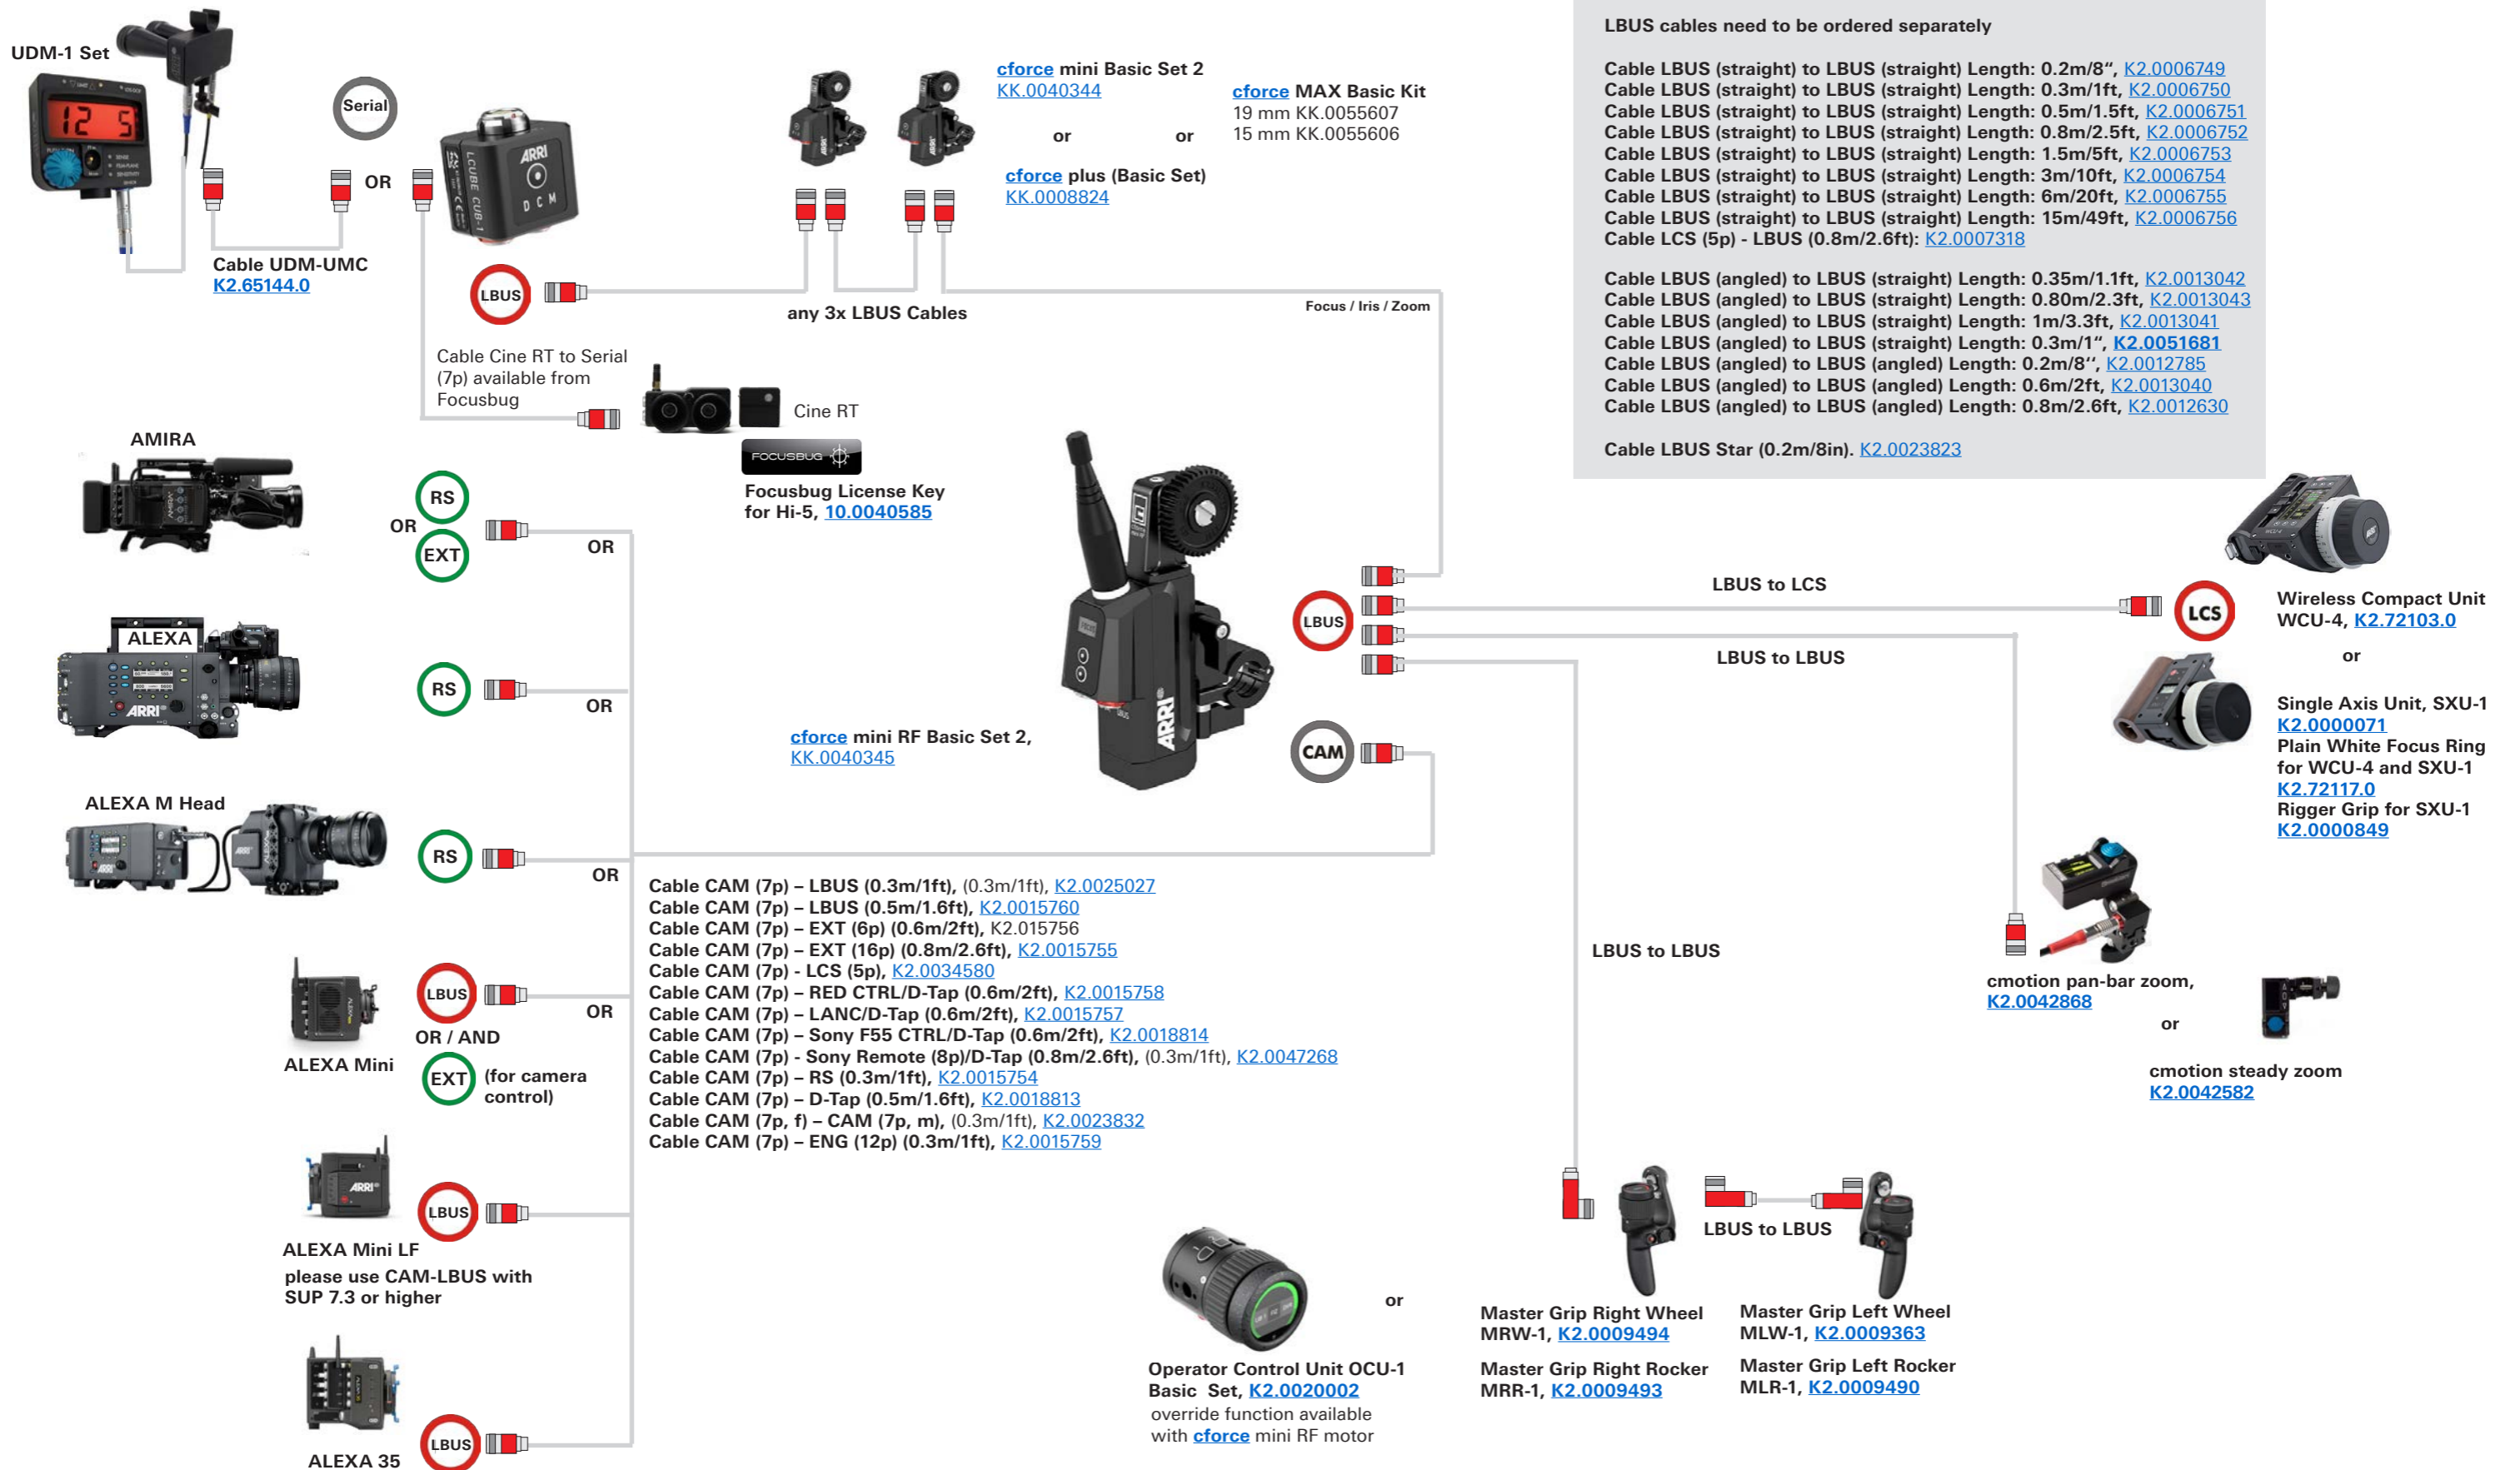 UDM-1 Set
12 5
Serial
OR
Cable UDM-UMC
K2.65144.0
ARRI
LCUBE CUB-1
D C M
LBUS
cforce mini Basic Set 2
KK.0040344
or
or
cforce plus (Basic Set)
KK.0008824
cforce MAX Basic Kit
19 mm KK.0055607
15 mm KK.0055606
any 3x LBUS Cables
Focus / Iris / Zoom
LBUS cables need to be ordered separately
Cable LBUS (straight) to LBUS (straight) Length: 0.2m/8“, K2.0006749
Cable LBUS (straight) to LBUS (straight) Length: 0.3m/1ft, K2.0006750
Cable LBUS (straight) to LBUS (straight) Length: 0.5m/1.5ft, K2.0006751
Cable LBUS (straight) to LBUS (straight) Length: 0.8m/2.5ft, K2.0006752
Cable LBUS (straight) to LBUS (straight) Length: 1.5m/5ft, K2.0006753
Cable LBUS (straight) to LBUS (straight) Length: 3m/10ft, K2.0006754
Cable LBUS (straight) to LBUS (straight) Length: 6m/20ft, K2.0006755
Cable LBUS (straight) to LBUS (straight) Length: 15m/49ft, K2.0006756
Cable LCS (5p) - LBUS (0.8m/2.6ft): K2.0007318
Cable LBUS (angled) to LBUS (straight) Length: 0.35m/1.1ft, K2.0013042
Cable LBUS (angled) to LBUS (straight) Length: 0.80m/2.3ft, K2.0013043
Cable LBUS (angled) to LBUS (straight) Length: 1m/3.3ft, K2.0013041
Cable LBUS (angled) to LBUS (straight) Length: 0.3m/1“, K2.0051681
Cable LBUS (angled) to LBUS (angled) Length: 0.2m/8‘‘, K2.0012785
Cable LBUS (angled) to LBUS (angled) Length: 0.6m/2ft, K2.0013040
Cable LBUS (angled) to LBUS (angled) Length: 0.8m/2.6ft, K2.0012630
Cable LBUS Star (0.2m/8in). K2.0023823
Cable Cine RT to Serial
(7p) available from
Focusbug
Cine RT
FOCUSBUG
Focusbug License Key
for Hi-5, 10.0040585
AMIRA
RS
OR
EXT
OR
ALEXA
ARRI
RS
OR
ALEXA M Head
RS
OR
cforce mini RF Basic Set 2,
KK.0040345
ARRI
LBUS
CAM
LBUS to LCS
LCS
LBUS to LBUS
Wireless Compact Unit
WCU-4, K2.72103.0
or
Single Axis Unit, SXU-1
K2.0000071
Plain White Focus Ring
for WCU-4 and SXU-1
K2.72117.0
Rigger Grip for SXU-1
K2.0000849
Cable CAM (7p) – LBUS (0.3m/1ft), (0.3m/1ft), K2.0025027
Cable CAM (7p) – LBUS (0.5m/1.6ft), K2.0015760
Cable CAM (7p) – EXT (6p) (0.6m/2ft), K2.015756
Cable CAM (7p) – EXT (16p) (0.8m/2.6ft), K2.0015755
Cable CAM (7p) - LCS (5p), K2.0034580
Cable CAM (7p) – RED CTRL/D-Tap (0.6m/2ft), K2.0015758
Cable CAM (7p) – LANC/D-Tap (0.6m/2ft), K2.0015757
Cable CAM (7p) – Sony F55 CTRL/D-Tap (0.6m/2ft), K2.0018814
Cable CAM (7p) - Sony Remote (8p)/D-Tap (0.8m/2.6ft), (0.3m/1ft), K2.0047268
Cable CAM (7p) – RS (0.3m/1ft), K2.0015754
Cable CAM (7p) – D-Tap (0.5m/1.6ft), K2.0018813
Cable CAM (7p, f) – CAM (7p, m), (0.3m/1ft), K2.0023832
Cable CAM (7p) – ENG (12p) (0.3m/1ft), K2.0015759
LBUS to LBUS
cmotion pan-bar zoom,
K2.0042868
or
cmotion steady zoom
K2.0042582
LBUS
OR
OR / AND
ALEXA Mini
EXT
(for camera
control)
ARRI
LBUS
ALEXA Mini LF
please use CAM-LBUS with
SUP 7.3 or higher
LBUS
ALEXA 35
LBUS to LBUS
or
Operator Control Unit OCU-1
Basic Set, K2.0020002
override function available
with cforce mini RF motor
Master Grip Right Wheel
MRW-1, K2.0009494
Master Grip Right Rocker
MRR-1, K2.0009493
Master Grip Left Wheel
MLW-1, K2.0009363
Master Grip Left Rocker
MLR-1, K2.0009490